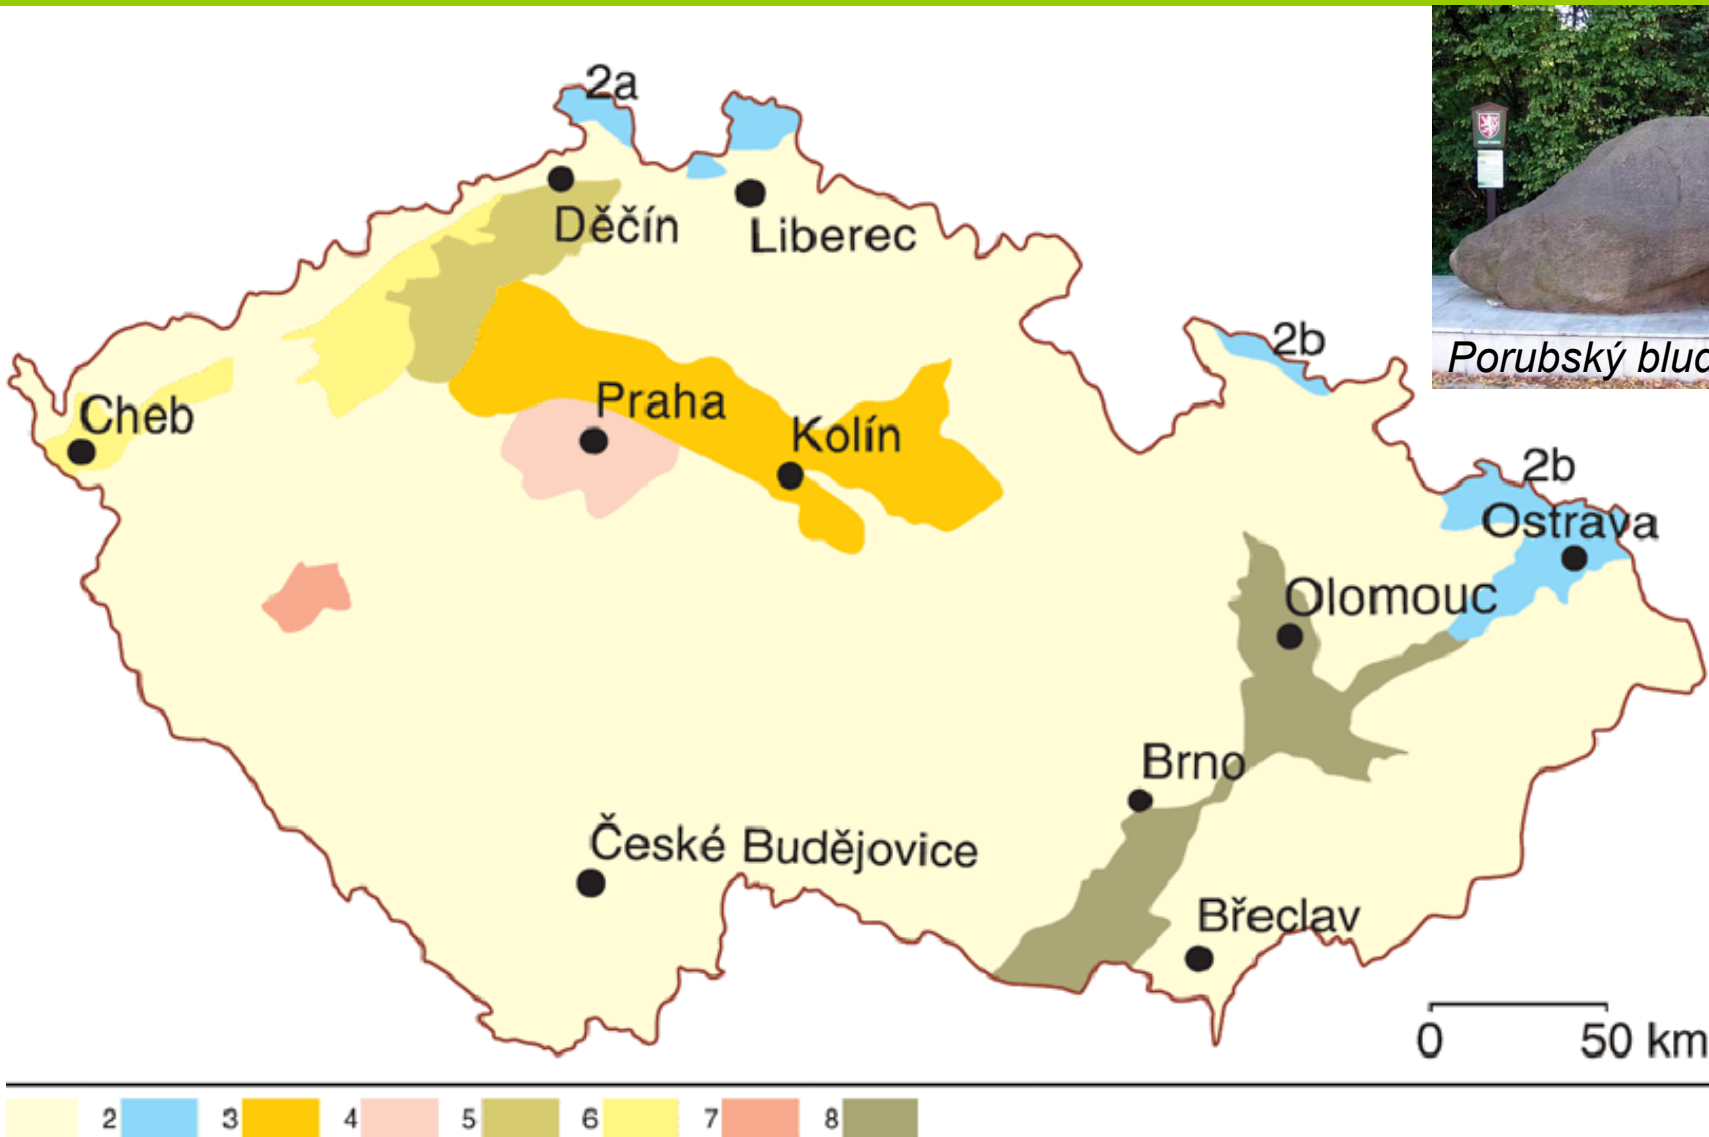 2a
Děčín
Liberec
Porubský
2b
Cheb
Praha
Kolín
2b
Ostrava
Olomouc
Brno
České Budějovice
Břeclav
0 50 km
2 3 4 5 6 7 8